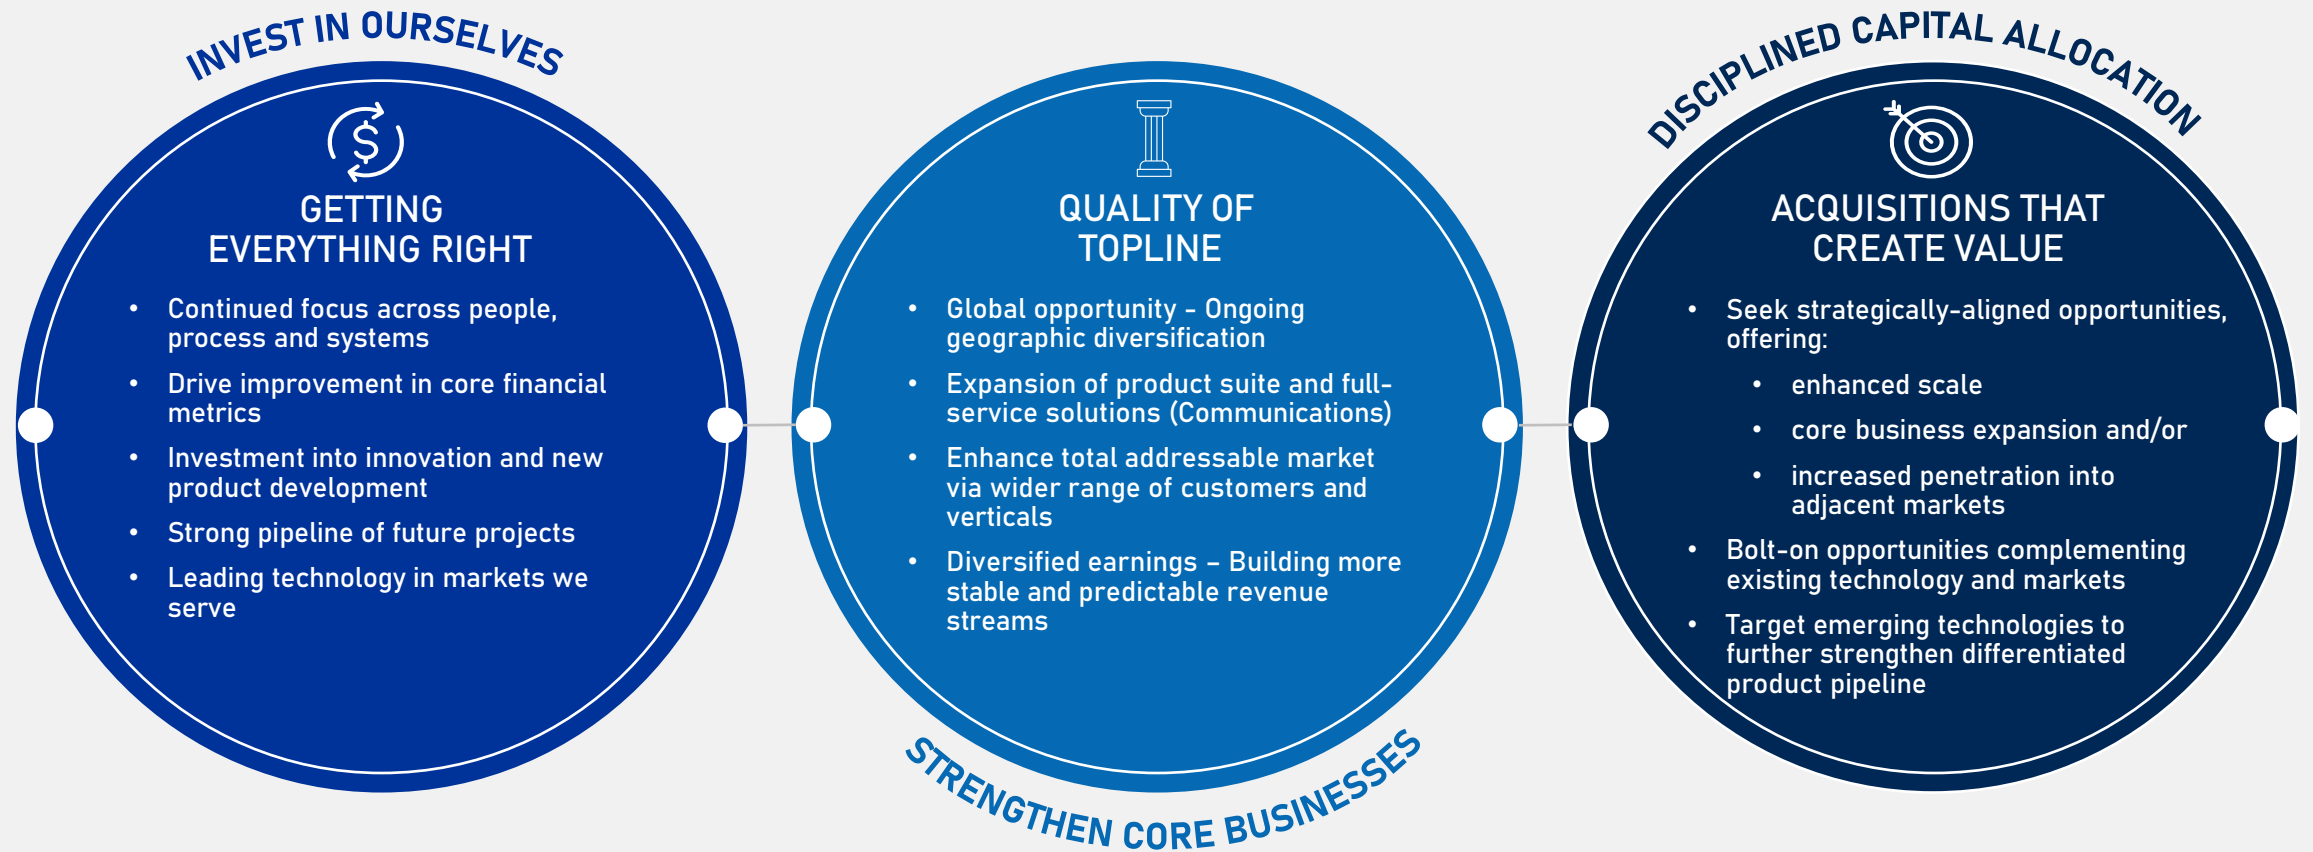 INVEST IN OURSELVES
GETTING
EVERYTHING RIGHT
• Continued focus across people,
process and systems
• Drive improvement in core financial
metrics
• Investment into innovation and new
product development
• Strong pipeline of future projects
• Leading technology in markets we
serve
QUALITY OF
TOPLINE
• Global opportunity - Ongoing
geographic diversification
• Expansion of product suite and full-
service solutions (Communications)
• Enhance total addressable market
via wider range of customers and
verticals
• Diversified earnings – Building more
stable and predictable revenue
streams
STRENGTHEN CORE BUSINESSES
DISCIPLINED CAPITAL ALLOCATION
ACQUISITIONS THAT
CREATE VALUE
• Seek strategically-aligned opportunities,
offering:
• enhanced scale
• core business expansion and/or
• increased penetration into
adjacent markets
• Bolt-on opportunities complementing
existing technology and markets
• Target emerging technologies to
further strengthen differentiated
product pipeline